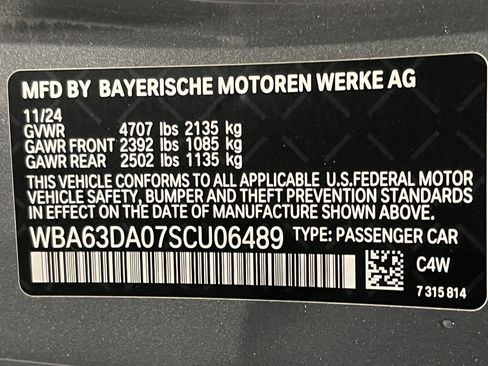 MFD BY BAYERISCHE MOTOREN WERKE AG
11/24
GVWR 4707 lbs 2135 kg
GAWR FRONT 2392 lbs 1085 kg
GAWR REAR 2502 lbs 1135 kg
THIS VEHICLE CONFORMS TO ALL APPLICABLE U.S.FEDERAL MOTOR
VEHICLE SAFETY, BUMPER AND THEFT PREVENTION STANDARDS
IN EFFECT ON THE DATE OF MANUFACTURE SHOWN ABOVE.
WBA63DA07SCU06489 TYPE: PASSENGER CAR
C4W
7 315 814